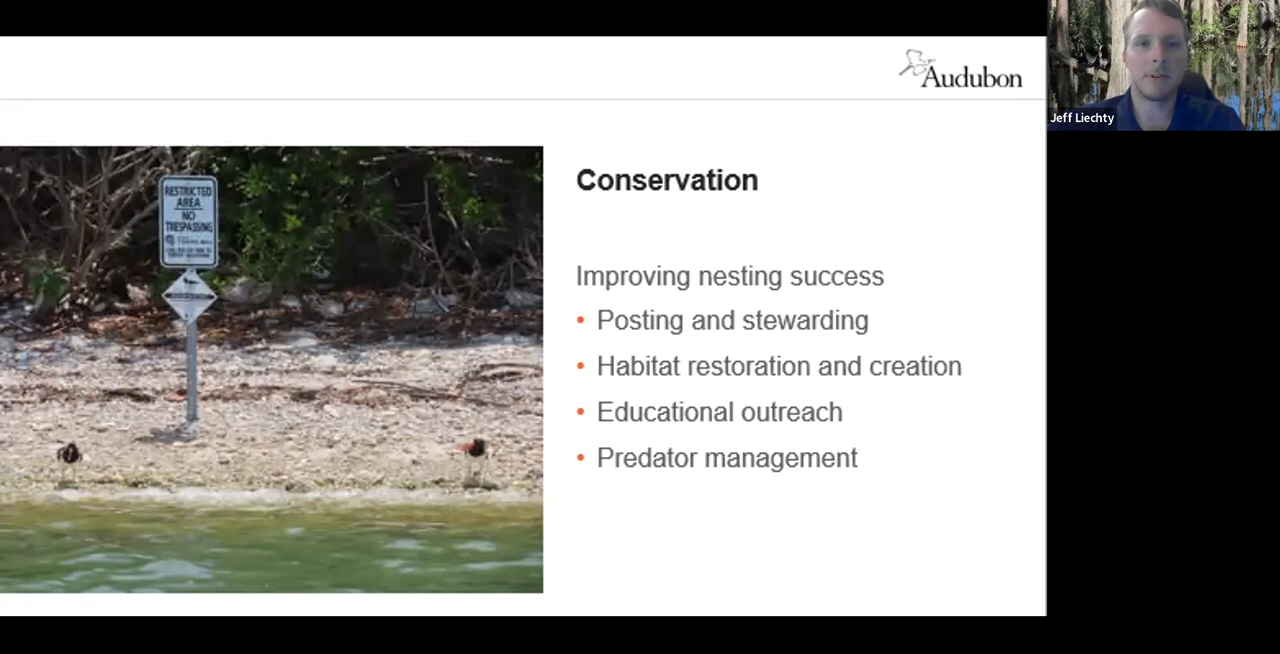 Audubon
Jeff Liechty
RESTRICTED
AREA
NO
TRESPASSING
Conservation
Improving nesting success
• Posting and stewarding
• Habitat restoration and creation
• Educational outreach
• Predator management